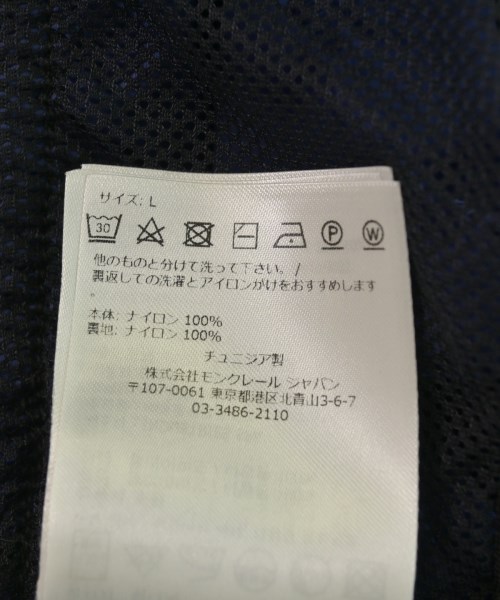 サイズ: L
30 P W
他のものと分けて洗って下さい。/
裏返しての洗濯とアイロンがけをおすすめします
。
本体: ナイロン 100%
裏地: ナイロン 100%
チュニジア製
株式会社モンクレール ジャパン
〒107-0061 東京都港区北青山3-6-7
03-3486-2110